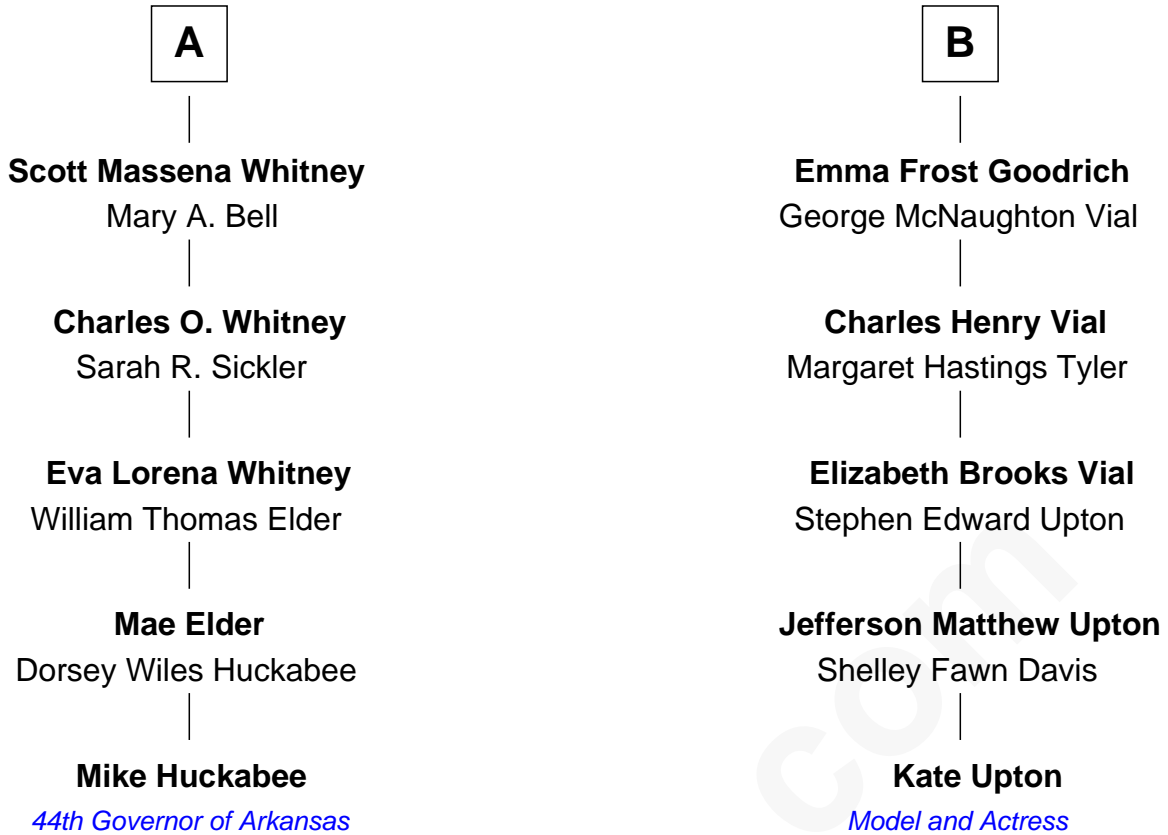 A
Scott Massena Whitney
Mary A. Bell
Charles O. Whitney
Sarah R. Sickler
Eva Lorena Whitney
William Thomas Elder
Mae Elder
Dorsey Wiles Huckabee
Mike Huckabee
44th Governor of Arkansas
B
Emma Frost Goodrich
George McNaughton Vial
Charles Henry Vial
Margaret Hastings Tyler
Elizabeth Brooks Vial
Stephen Edward Upton
Jefferson Matthew Upton
Shelley Fawn Davis
Kate Upton
Model and Actress
com